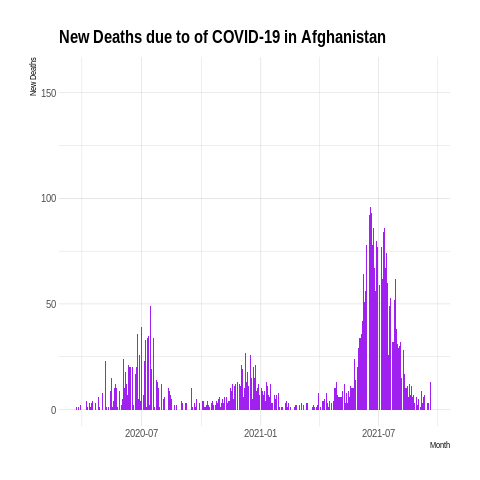 New Deaths due to of COVID-19 in Afghanistan
New Deaths
150
100
50
0
2020-07
2021-01
2021-07
Month